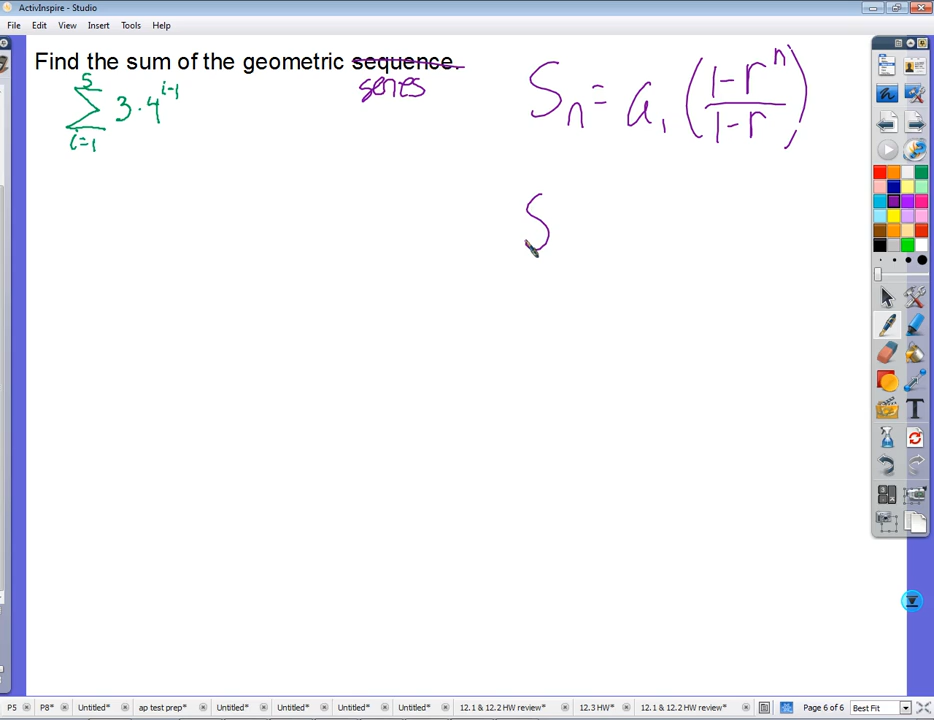 ActivInspire - Studio
File Edit View Insert Tools Help
Find the sum of the geometric sequence.
series
5
∑ 3·4^{i-1}
i=1
S_n = a_1 ( (1-r^n) / (1-r) )
S
T
P5 P8* Untitled* ap test prep* Untitled* Untitled* Untitled* Untitled* 12.1 & 12.2 HW review* 12.3 HW* 12.1 & 12.2 HW review* Page 6 of 6 Best Fit